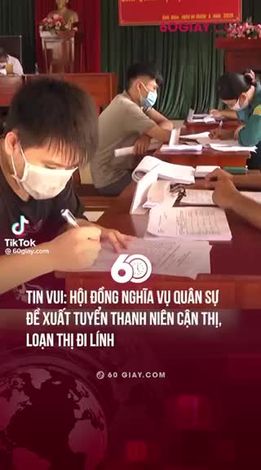 60GIAY.COM
TikTok
@ 60giay.com
60
TIN VUI: HỘI ĐỒNG NGHĨA VỤ QUÂN SỰ
ĐỀ XUẤT TUYỂN THANH NIÊN CẬN THỊ,
LOẠN THỊ ĐI LÍNH
60 GIAY.COM